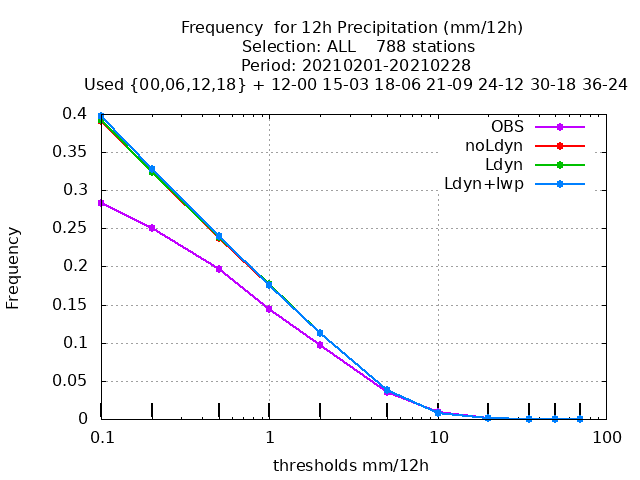 Frequency  for 12h Precipitation (mm/12h)
Selection: ALL    788 stations
Period: 20210201-20210228
Used {00,06,12,18} + 12-00 15-03 18-06 21-09 24-12 30-18 36-24
0.4
0.35
0.3
0.25
0.2
0.15
0.1
0.05
0
Frequency
OBS
noLdyn
Ldyn
Ldyn+lwp
0.1 1 10 100
thresholds mm/12h